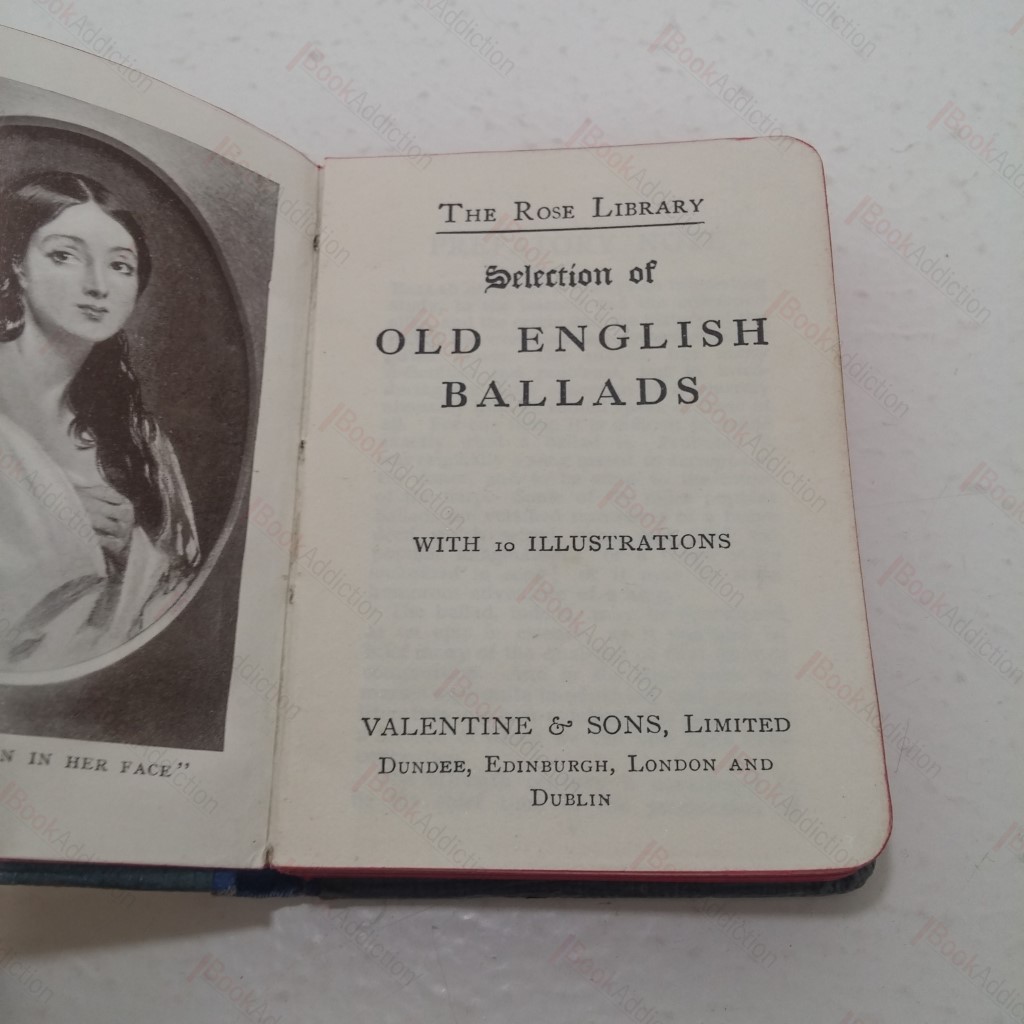 N IN HER FACE”
THE ROSE LIBRARY
Selection of
OLD ENGLISH
BALLADS
WITH 10 ILLUSTRATIONS
VALENTINE & SONS, LIMITED
DUNDEE, EDINBURGH, LONDON AND
DUBLIN
BookAddiction